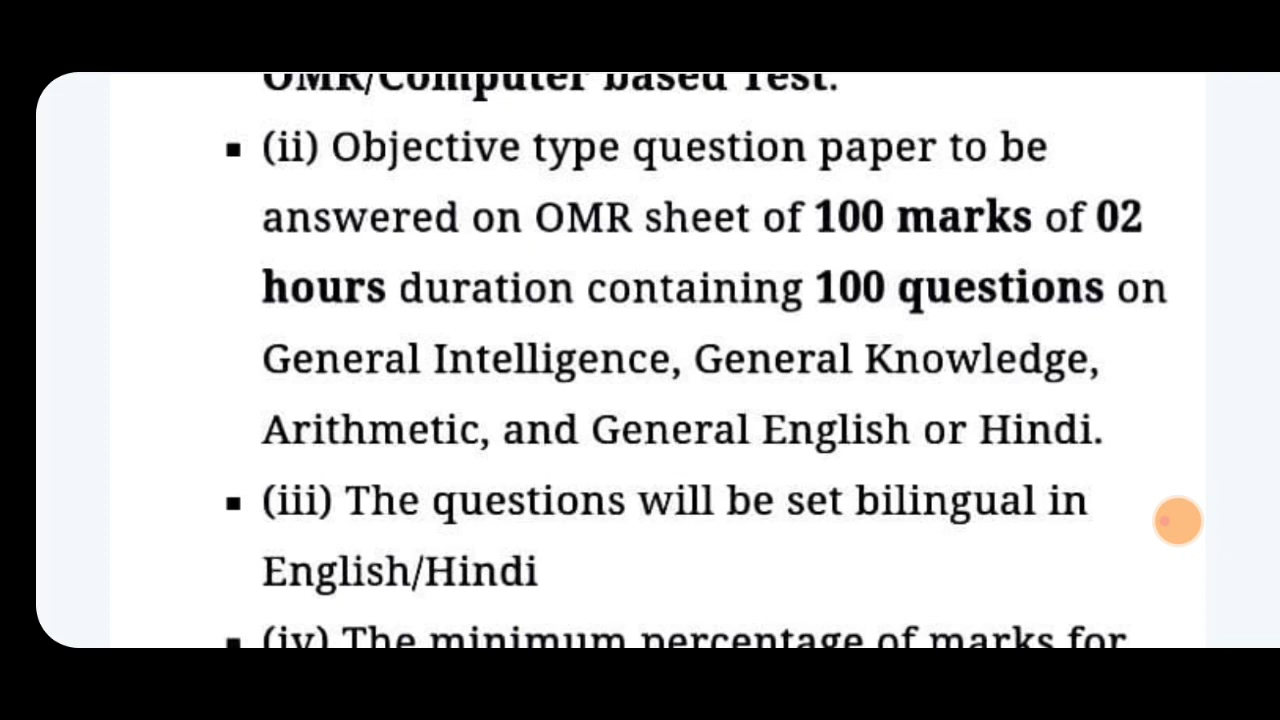 OMR/Computer based Test.
▪ (ii) Objective type question paper to be
answered on OMR sheet of 100 marks of 02
hours duration containing 100 questions on
General Intelligence, General Knowledge,
Arithmetic, and General English or Hindi.
▪ (iii) The questions will be set bilingual in
English/Hindi
▪ (iv) The minimum percentage of marks for